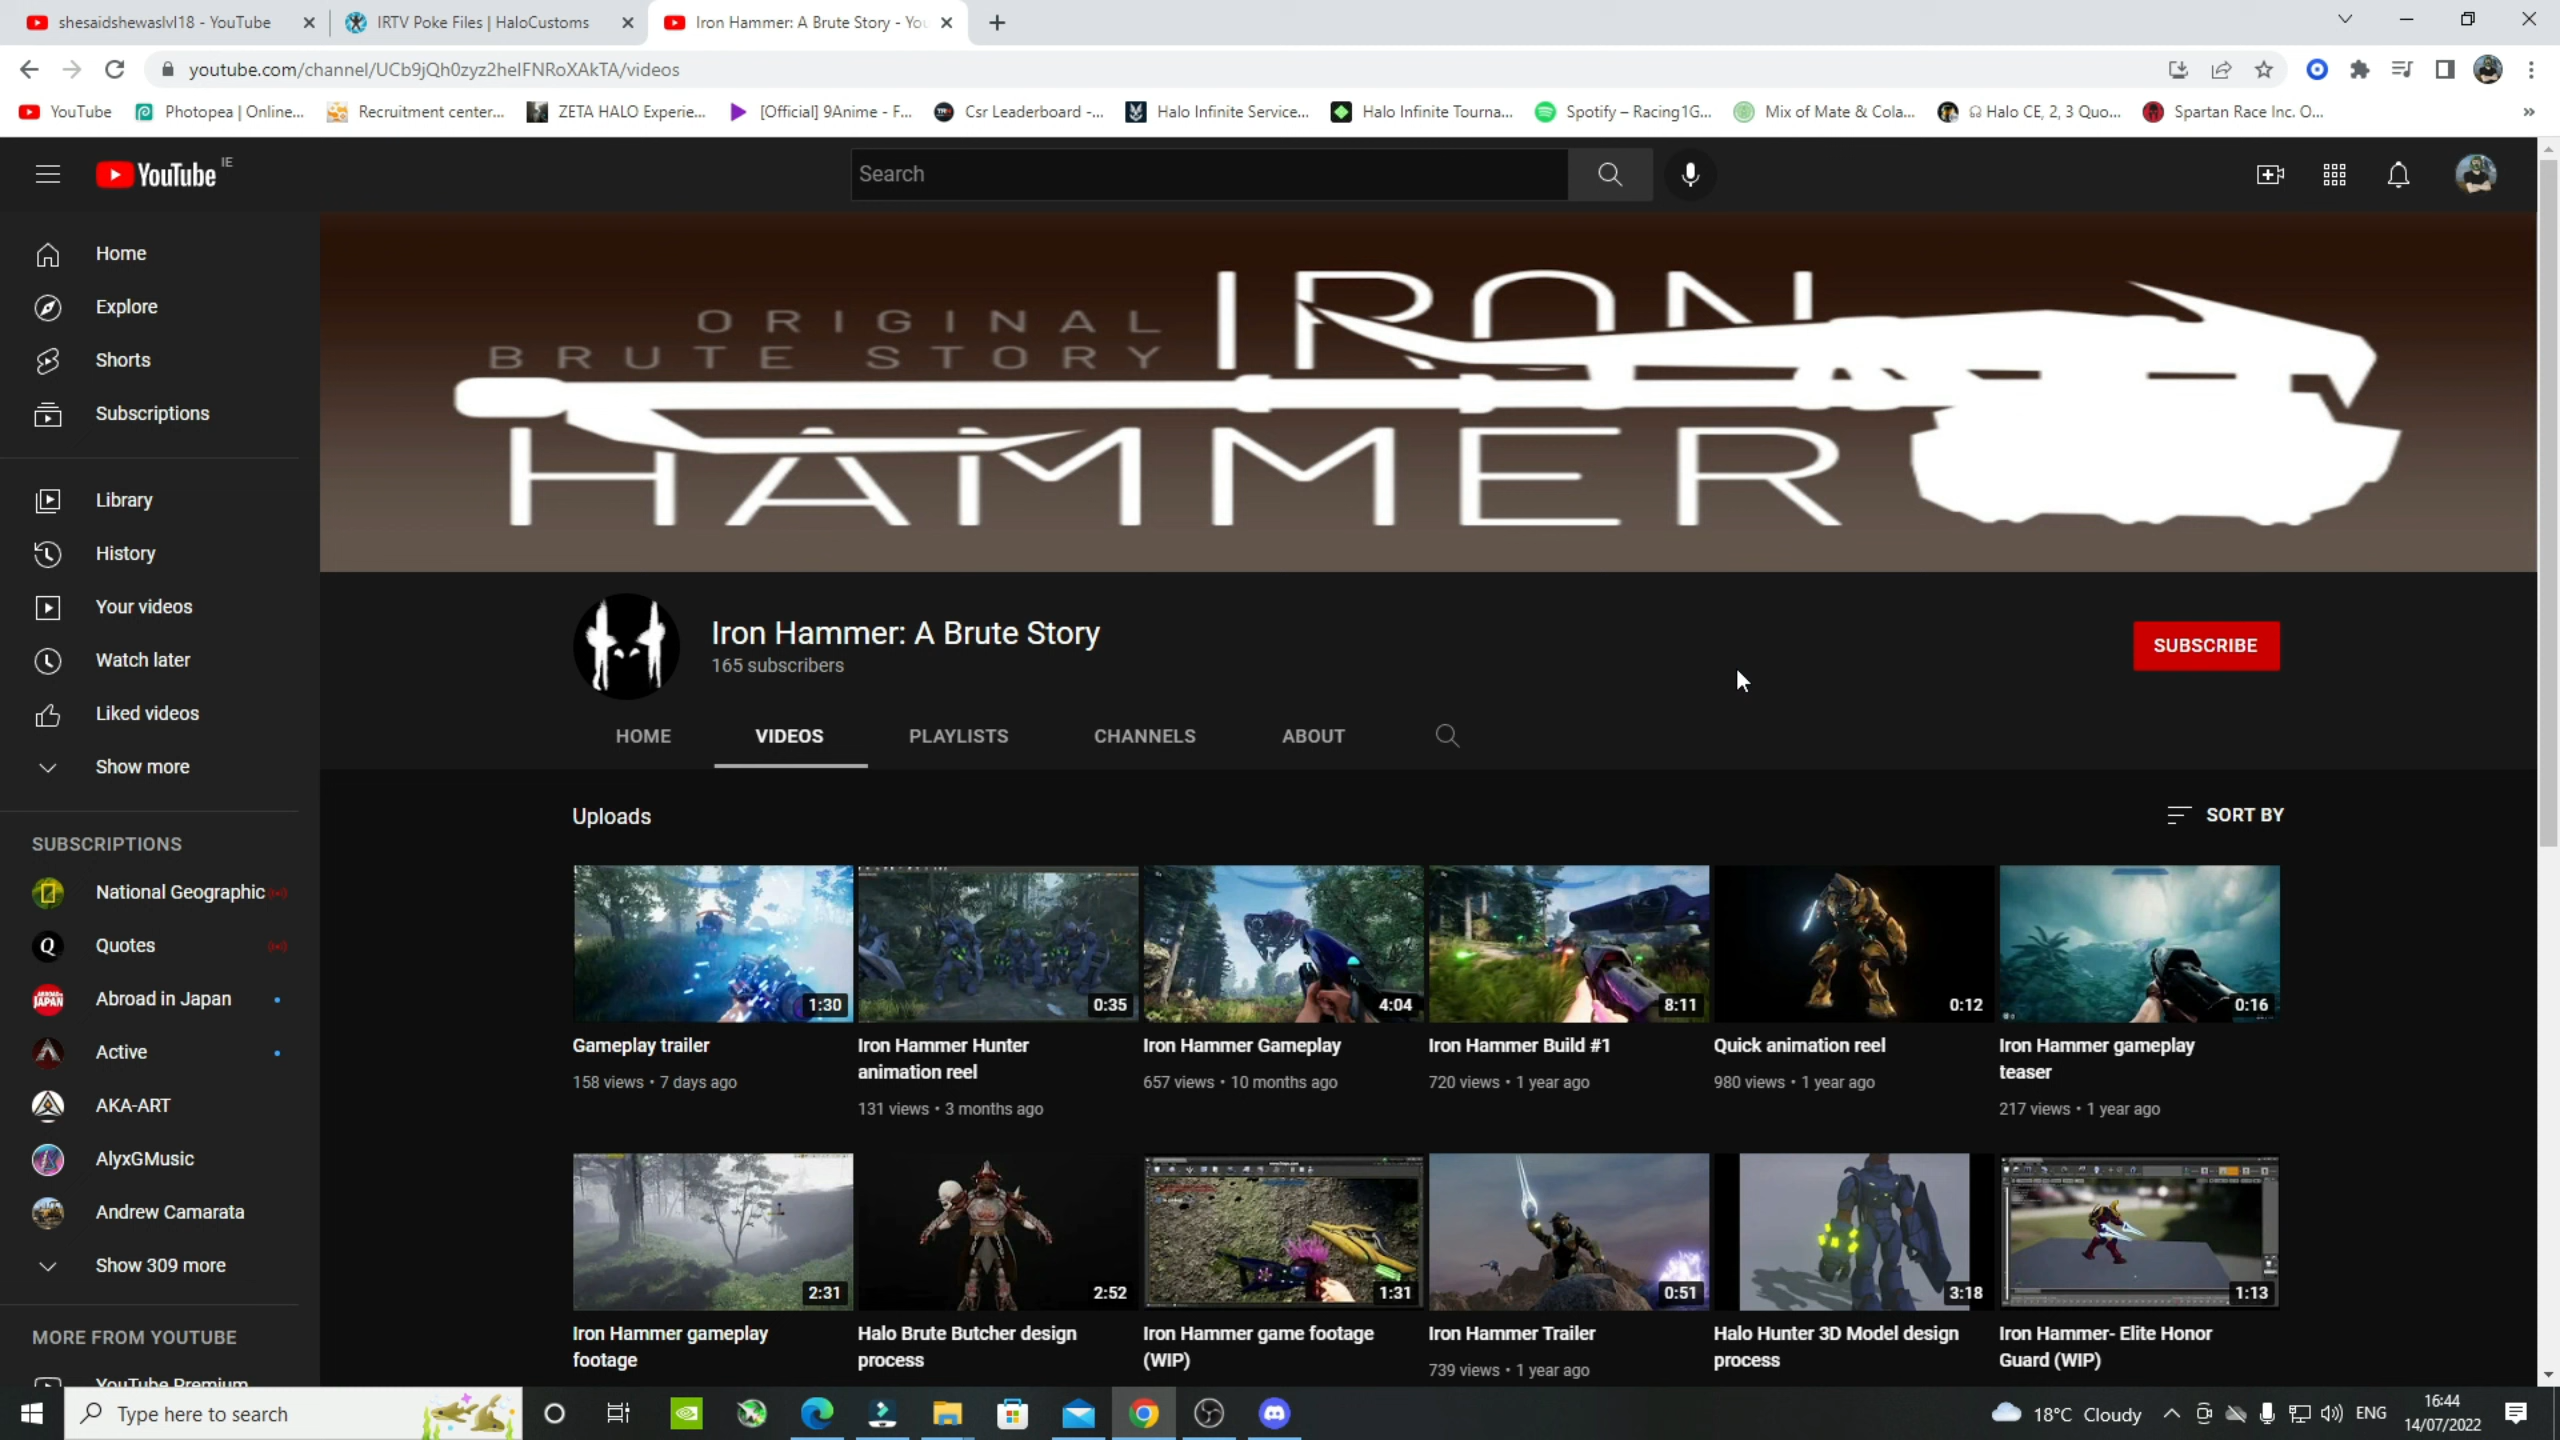 shesaidshewaslvl18 - YouTube
IRTV Poke Files | HaloCustoms
Iron Hammer: A Brute Story - You
youtube.com/channel/UCb9jQh0zyz2heIFNRoXAkTA/videos
YouTube
Photopea | Online...
Recruitment center...
ZETA HALO Experie...
[Official] 9Anime - F...
Csr Leaderboard -...
Halo Infinite Service...
Halo Infinite Tourna...
Spotify – Racing1G...
Mix of Mate & Cola...
Halo CE, 2, 3 Quo...
Spartan Race Inc. O...
YouTube IE
Search
Home
Explore
Shorts
Subscriptions
Library
History
Your videos
Watch later
Liked videos
Show more
SUBSCRIPTIONS
National Geographic
Quotes
Abroad in Japan
Active
AKA-ART
AlyxGMusic
Andrew Camarata
Show 309 more
MORE FROM YOUTUBE
YouTube Premium
ORIGINAL
BRUTE STORY
IRON
HAMMER
Iron Hammer: A Brute Story
165 subscribers
SUBSCRIBE
HOME
VIDEOS
PLAYLISTS
CHANNELS
ABOUT
Uploads
SORT BY
1:30
Gameplay trailer
158 views • 7 days ago
0:35
Iron Hammer Hunter
animation reel
131 views • 3 months ago
4:04
Iron Hammer Gameplay
657 views • 10 months ago
8:11
Iron Hammer Build #1
720 views • 1 year ago
0:12
Quick animation reel
980 views • 1 year ago
0:16
Iron Hammer gameplay
teaser
217 views • 1 year ago
2:31
Iron Hammer gameplay
footage
2:52
Halo Brute Butcher design
process
1:31
Iron Hammer game footage
(WIP)
0:51
Iron Hammer Trailer
739 views • 1 year ago
3:18
Halo Hunter 3D Model design
process
1:13
Iron Hammer- Elite Honor
Guard (WIP)
Type here to search
18°C Cloudy
ENG
16:44
14/07/2022